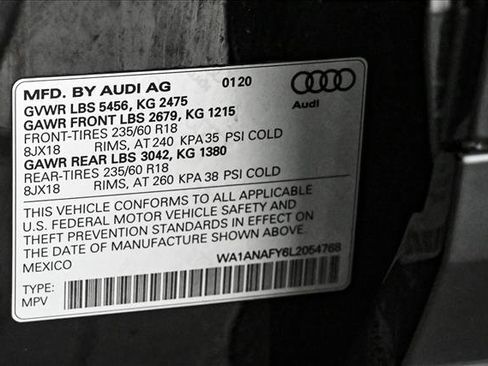 MFD. BY AUDI AG 0120
GVWR LBS 5456, KG 2475
GAWR FRONT LBS 2679, KG 1215
FRONT-TIRES 235/60 R18
8JX18 RIMS, AT 240 KPA 35 PSI COLD
GAWR REAR LBS 3042, KG 1380
REAR-TIRES 235/60 R18
8JX18 RIMS, AT 260 KPA 38 PSI COLD
Audi
THIS VEHICLE CONFORMS TO ALL APPLICABLE
U.S. FEDERAL MOTOR VEHICLE SAFETY AND
THEFT PREVENTION STANDARDS IN EFFECT ON
THE DATE OF MANUFACTURE SHOWN ABOVE.
MEXICO WA1ANAFY6L2054768
TYPE:
MPV